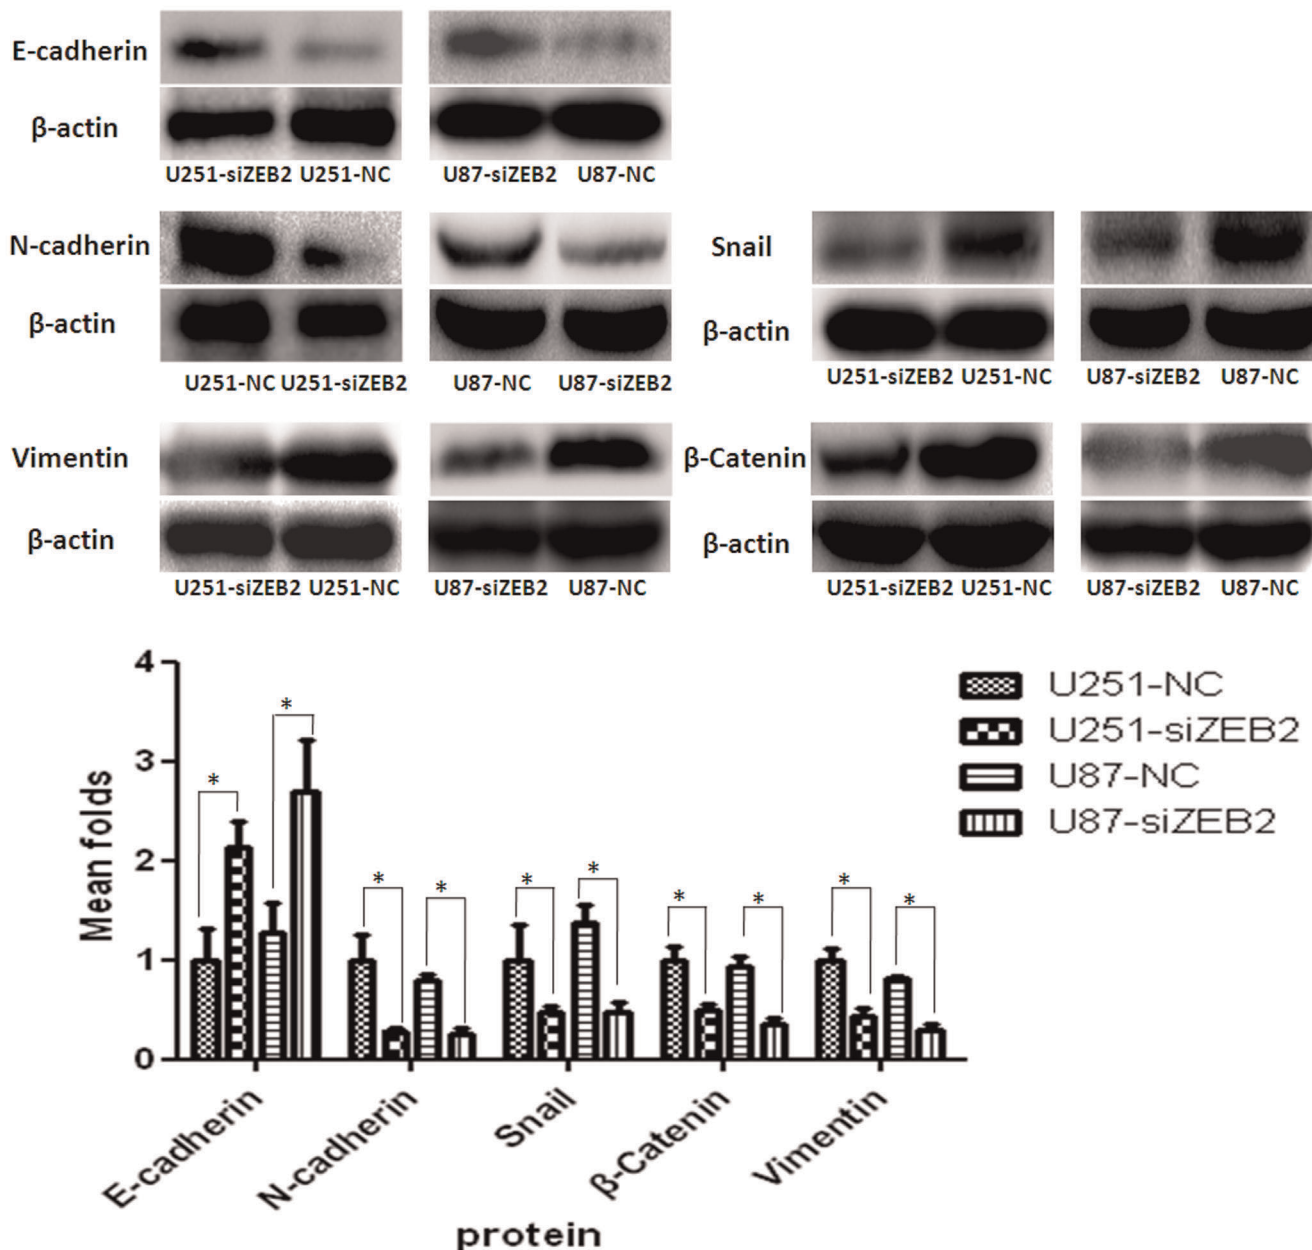 E-cadherin
β-actin
U251-siZEB2 U251-NC U87-siZEB2 U87-NC
N-cadherin Snail
β-actin β-actin
U251-NC U251-siZEB2 U87-NC U87-siZEB2 U251-siZEB2 U251-NC U87-siZEB2 U87-NC
Vimentin β-Catenin
β-actin β-actin
U251-siZEB2 U251-NC U87-siZEB2 U87-NC U251-siZEB2 U251-NC U87-siZEB2 U87-NC
4
3
2
1
0
Mean folds
* * * * * * * * * *
U251-NC
U251-siZEB2
U87-NC
U87-siZEB2
E-cadherin
N-cadherin
Snail
β-Catenin
Vimentin
protein